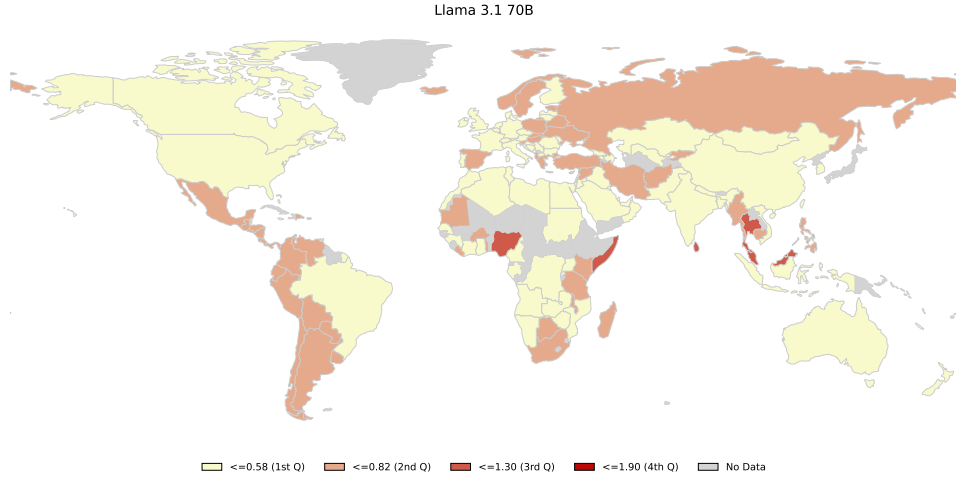 Llama 3.1 70B
<=0.58 (1st Q) <=0.82 (2nd Q) <=1.30 (3rd Q) <=1.90 (4th Q) No Data